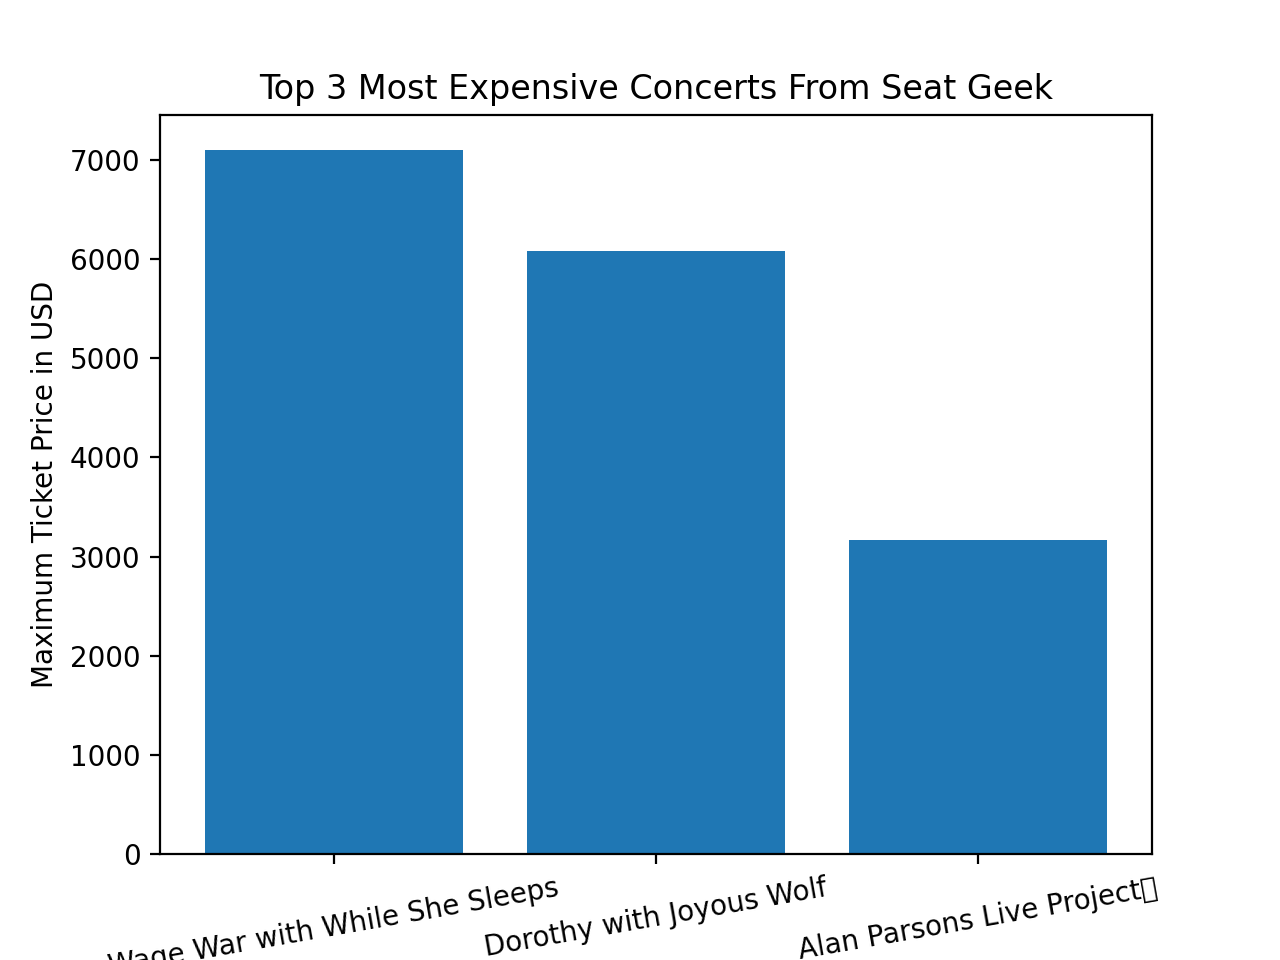 Top 3 Most Expensive Concerts From Seat Geek
Maximum Ticket Price in USD
7000
6000
5000
4000
3000
2000
1000
0
Wage War with While She Sleeps
Dorothy with Joyous Wolf
Alan Parsons Live Project